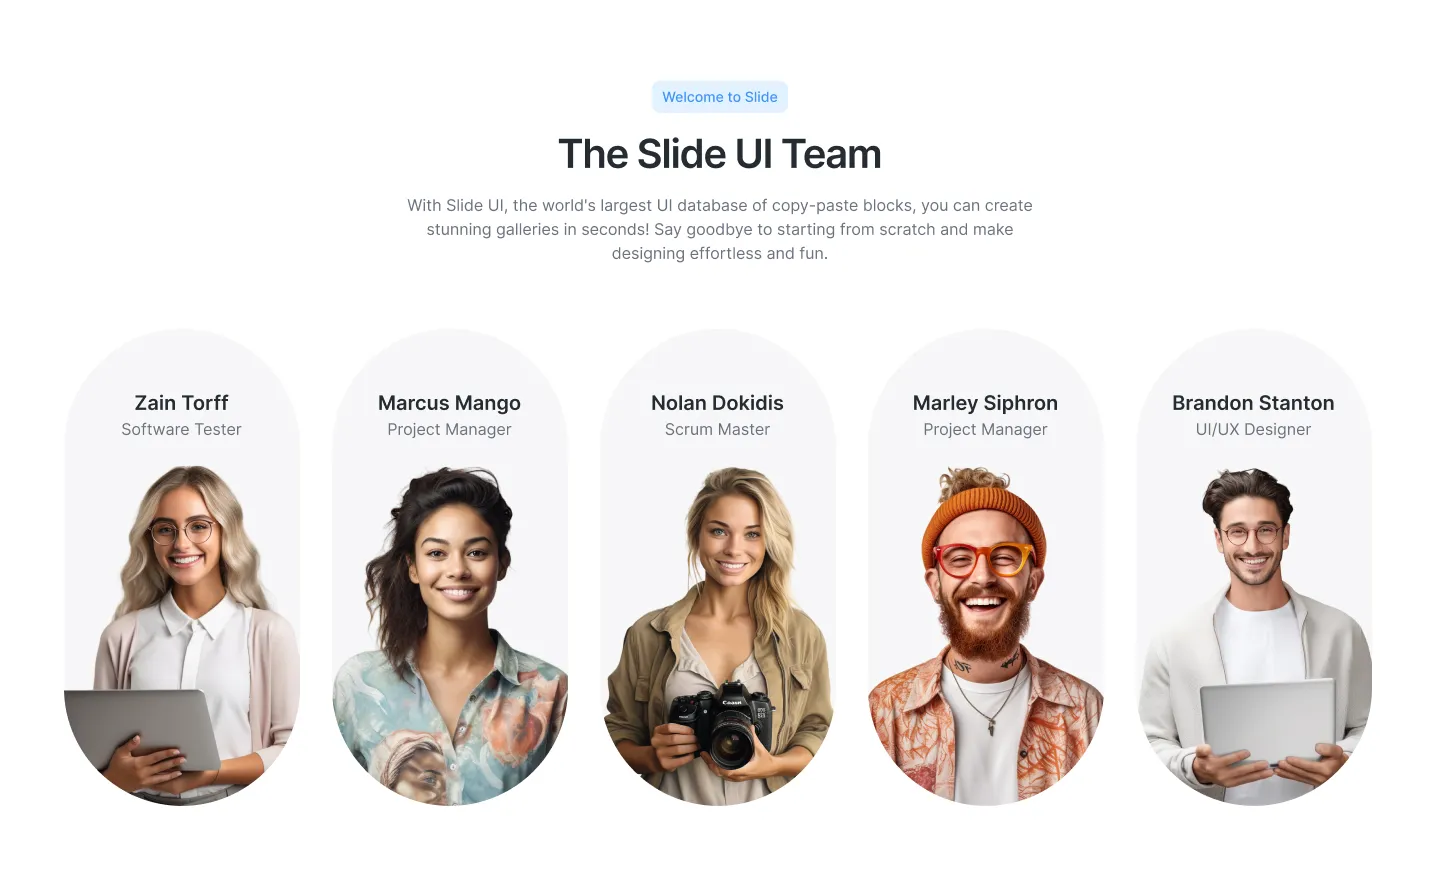 Welcome to Slide
The Slide UI Team
With Slide UI, the world's largest UI database of copy-paste blocks, you can create
stunning galleries in seconds! Say goodbye to starting from scratch and make
designing effortless and fun.
Zain Torff
Software Tester
Marcus Mango
Project Manager
Nolan Dokidis
Scrum Master
Marley Siphron
Project Manager
Brandon Stanton
UI/UX Designer